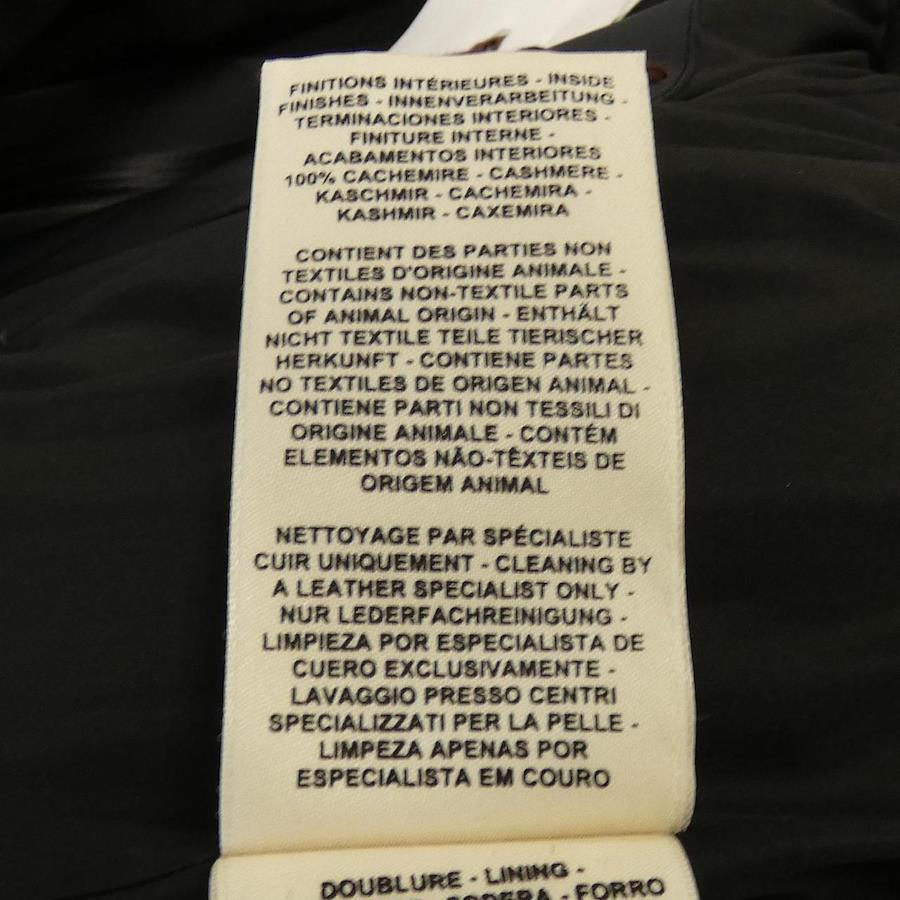 FINITIONS INTÉRIEURES - INSIDE
FINISHES - INNENVERARBEITUNG -
TERMINACIONES INTERIORES -
FINITURE INTERNE -
ACABAMENTOS INTERIORES
100% CACHEMIRE - CASHMERE -
KASCHMIR - CACHEMIRA -
KASHMIR - CAXEMIRA
CONTIENT DES PARTIES NON
TEXTILES D'ORIGINE ANIMALE -
CONTAINS NON-TEXTILE PARTS
OF ANIMAL ORIGIN - ENTHÄLT
NICHT TEXTILE TEILE TIERISCHER
HERKUNFT - CONTIENE PARTES
NO TEXTILES DE ORIGEN ANIMAL -
CONTIENE PARTI NON TESSILI DI
ORIGINE ANIMALE - CONTÉM
ELEMENTOS NÃO-TÊXTEIS DE
ORIGEM ANIMAL
NETTOYAGE PAR SPÉCIALISTE
CUIR UNIQUEMENT - CLEANING BY
A LEATHER SPECIALIST ONLY -
NUR LEDERFACHREINIGUNG -
LIMPIEZA POR ESPECIALISTA DE
CUERO EXCLUSIVAMENTE -
LAVAGGIO PRESSO CENTRI
SPECIALIZZATI PER LA PELLE -
LIMPEZA APENAS POR
ESPECIALISTA EM COURO
DOUBLURE - LINING -
- FORRO